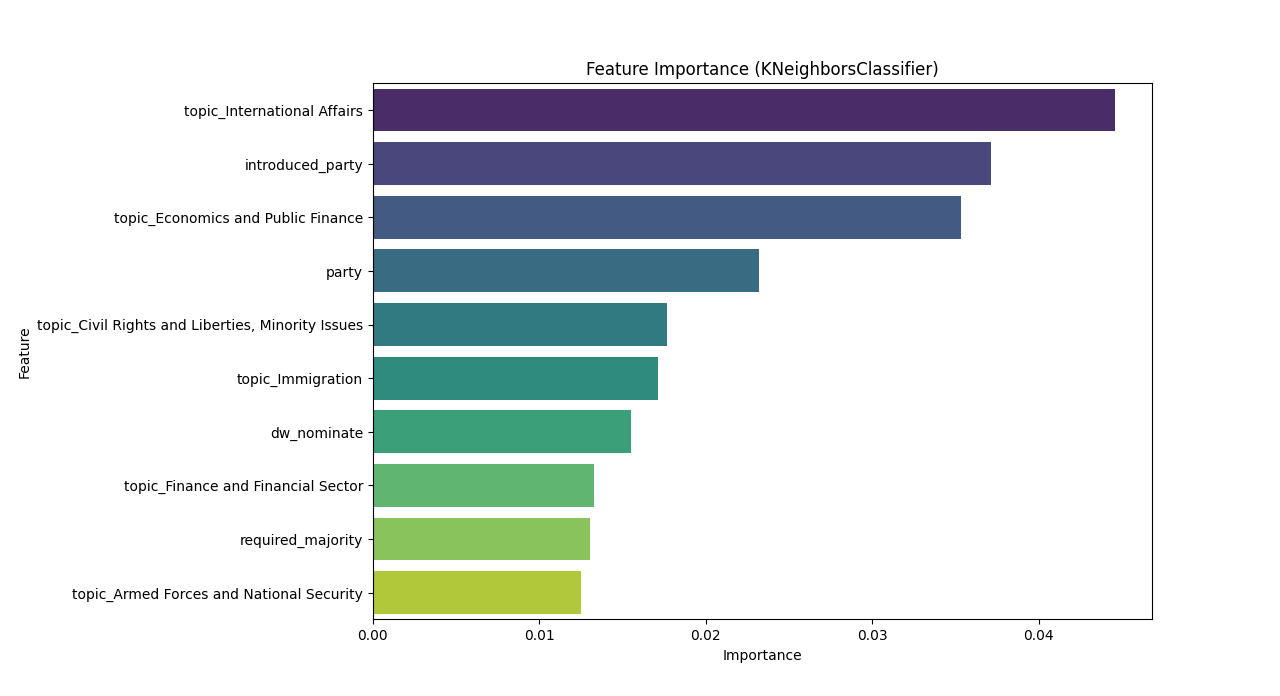 Feature Importance (KNeighborsClassifier)
topic_International Affairs
introduced_party
topic_Economics and Public Finance
party
topic_Civil Rights and Liberties, Minority Issues
topic_Immigration
dw_nominate
topic_Finance and Financial Sector
required_majority
topic_Armed Forces and National Security
Feature
0.00 0.01 0.02 0.03 0.04
Importance